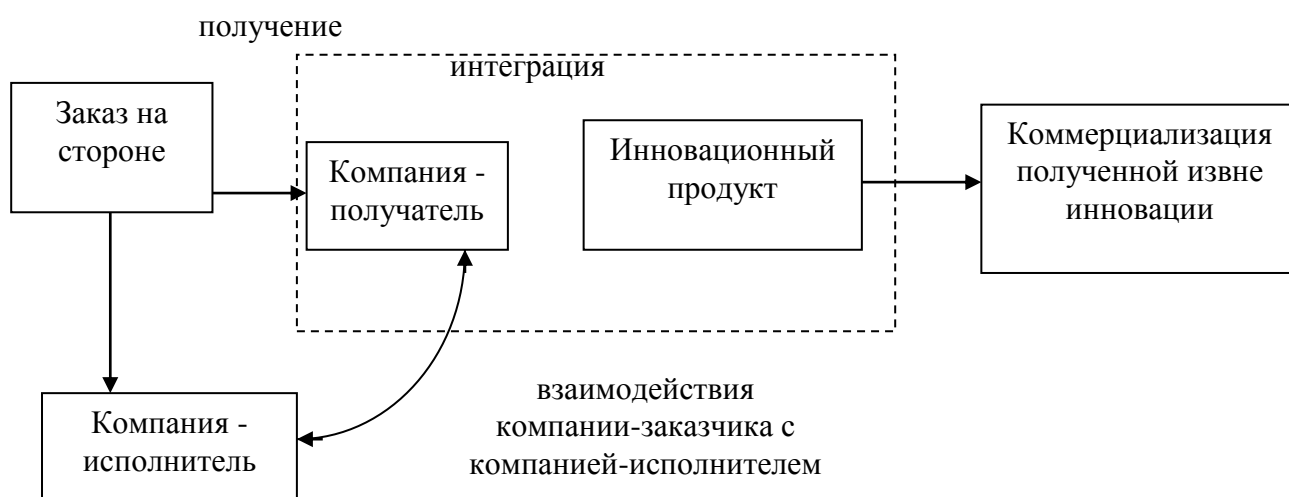 получение
интеграция
Заказ на
стороне
Компания -
получатель
Инновационный
продукт
Коммерциализация
полученной извне
инновации
Компания -
исполнитель
взаимодействия
компании-заказчика с
компанией-исполнителем